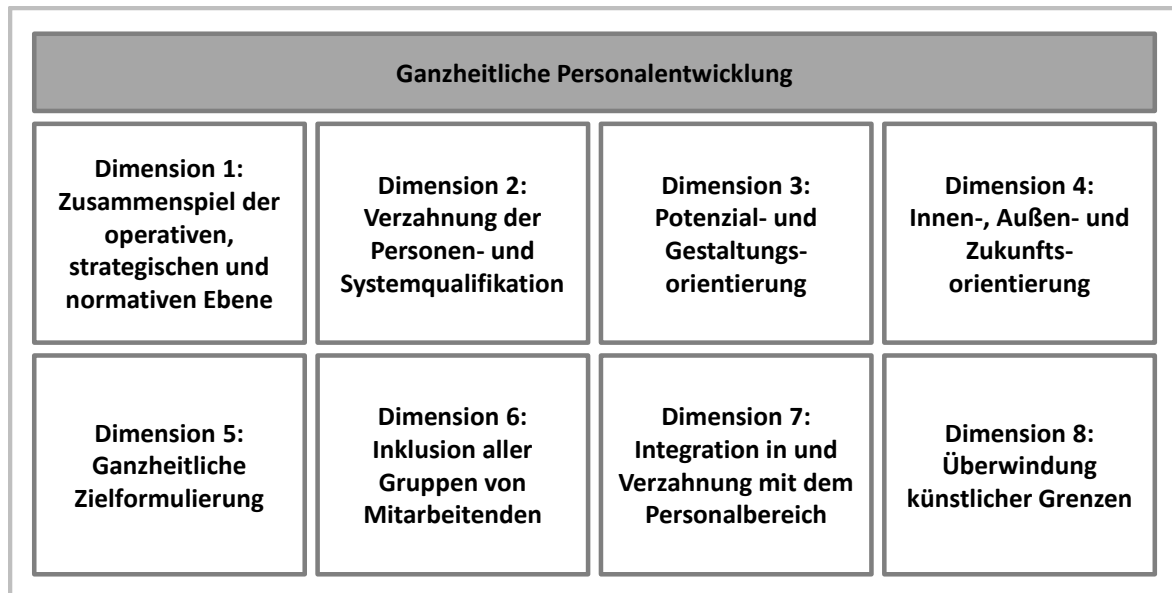 Ganzheitliche Personalentwicklung
Dimension 1:
Zusammenspiel der
operativen,
strategischen und
normativen Ebene
Dimension 2:
Verzahnung der
Personen- und
Systemqualifikation
Dimension 3:
Potenzial- und
Gestaltungs-
orientierung
Dimension 4:
Innen-, Außen- und
Zukunfts-
orientierung
Dimension 5:
Ganzheitliche
Zielformulierung
Dimension 6:
Inklusion aller
Gruppen von
Mitarbeitenden
Dimension 7:
Integration in und
Verzahnung mit dem
Personalbereich
Dimension 8:
Überwindung
künstlicher Grenzen